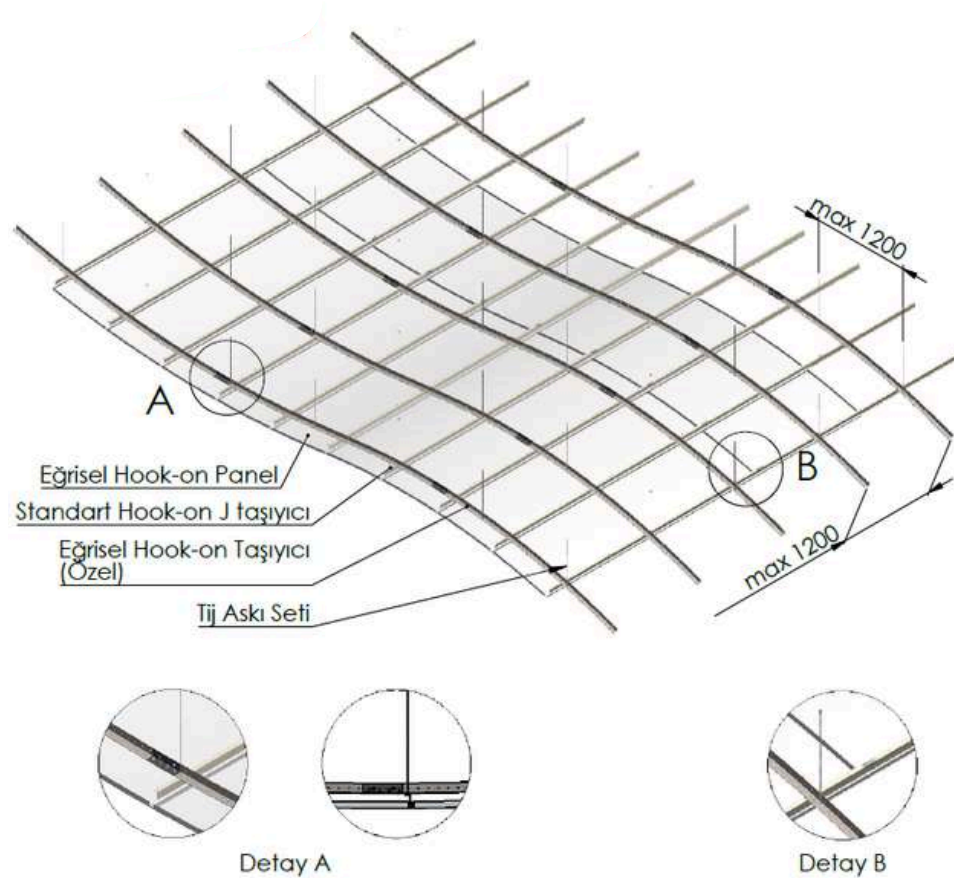 max 1200
A
B
Eğrisel Hook-on Panel
Standart Hook-on J taşıyıcı
Eğrisel Hook-on Taşıyıcı
(Özel)
max 1200
Tij Askı Seti
Detay A
Detay B